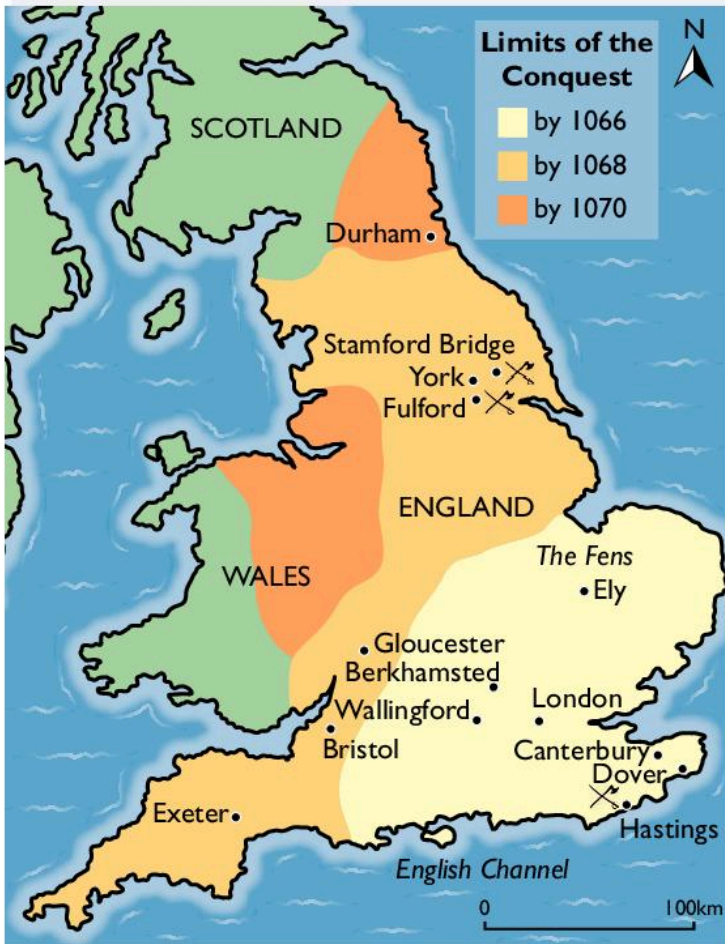 N
Limits of the
Conquest
by 1066
by 1068
by 1070
SCOTLAND
Durham
Stamford Bridge
York
Fulford
ENGLAND
The Fens
Ely
WALES
Gloucester
Berkhamsted
London
Wallingford
Bristol
Canterbury
Dover
Exeter
Hastings
English Channel
0 100km